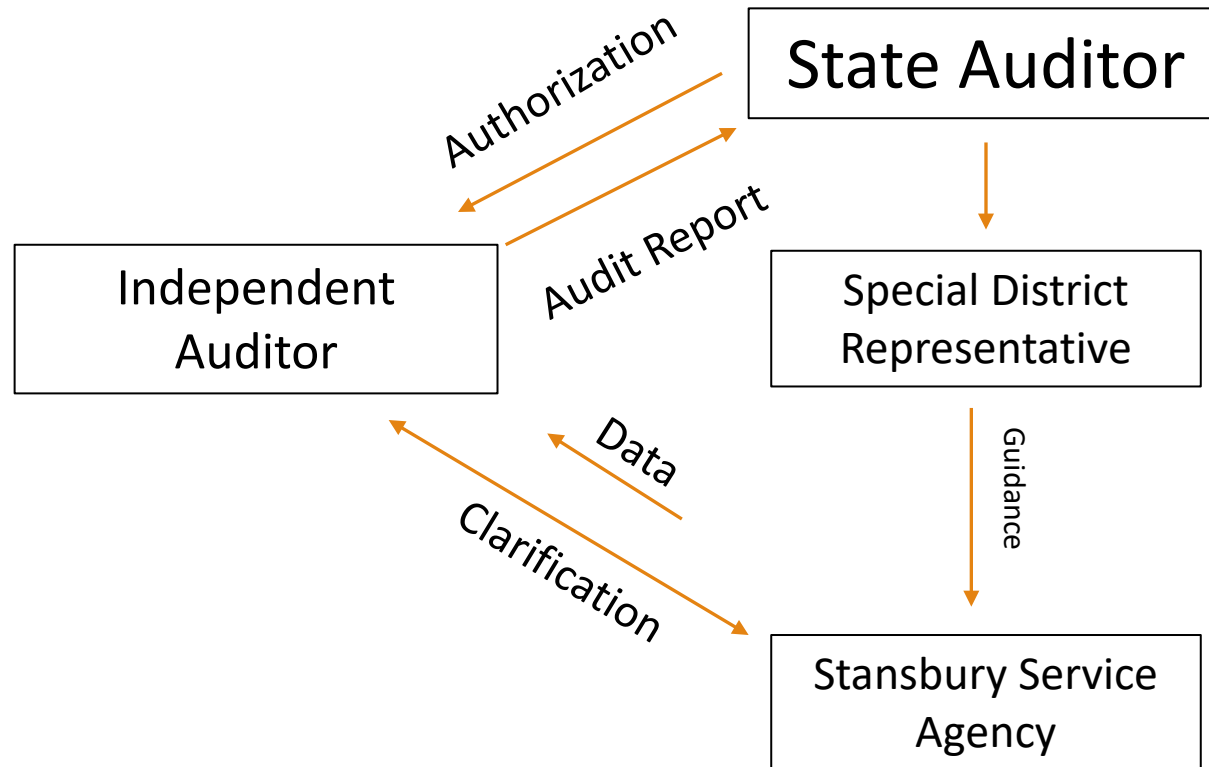 State Auditor
Authorization
Audit Report
Independent
Auditor
Special District
Representative
Data
Guidance
Clarification
Stansbury Service
Agency